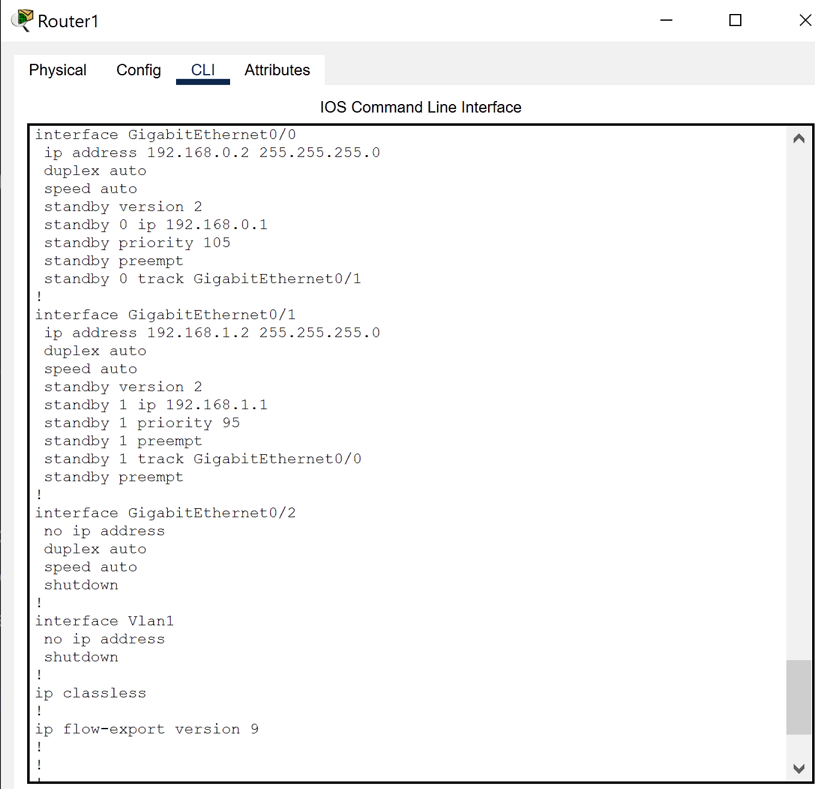 Router1
Physical Config CLI Attributes
IOS Command Line Interface
interface GigabitEthernet0/0
 ip address 192.168.0.2 255.255.255.0
 duplex auto
 speed auto
 standby version 2
 standby 0 ip 192.168.0.1
 standby priority 105
 standby preempt
 standby 0 track GigabitEthernet0/1
!
interface GigabitEthernet0/1
 ip address 192.168.1.2 255.255.255.0
 duplex auto
 speed auto
 standby version 2
 standby 1 ip 192.168.1.1
 standby 1 priority 95
 standby 1 preempt
 standby 1 track GigabitEthernet0/0
 standby preempt
!
interface GigabitEthernet0/2
 no ip address
 duplex auto
 speed auto
 shutdown
!
interface Vlan1
 no ip address
 shutdown
!
ip classless
!
ip flow-export version 9
!
!
!